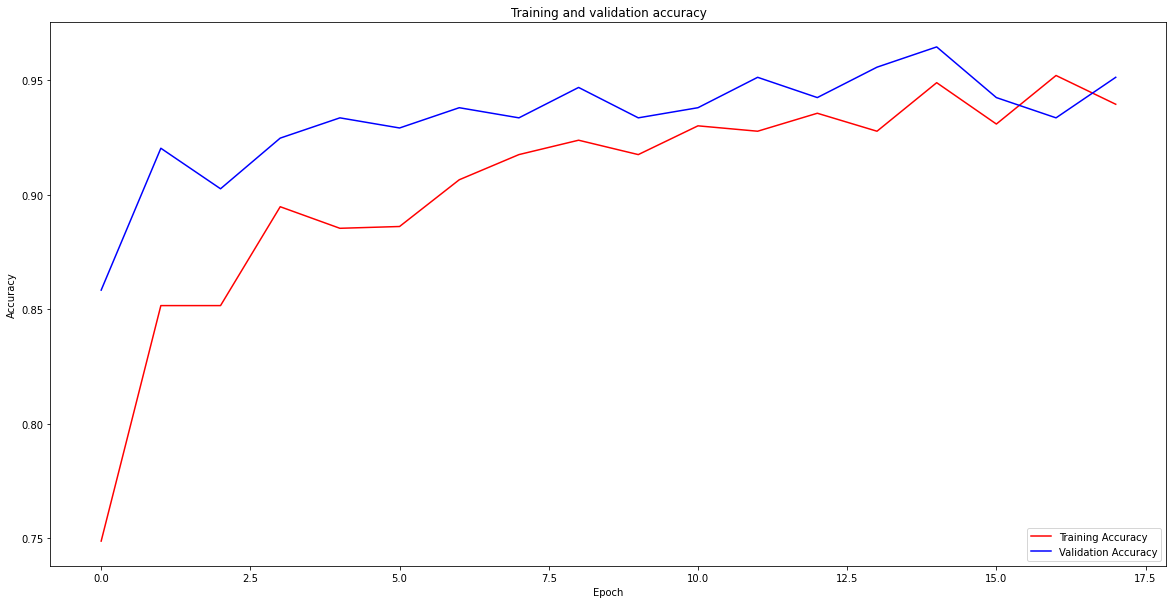 Training and validation accuracy
Accuracy
0.95
0.90
0.85
0.80
0.75
Training Accuracy
Validation Accuracy
0.0 2.5 5.0 7.5 10.0 12.5 15.0 17.5
Epoch